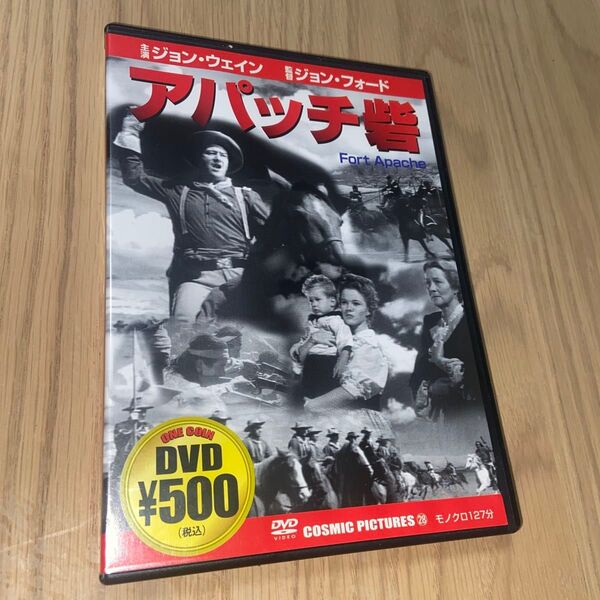 主演 ジョン・ウェイン 監督 ジョン・フォード
アパッチ砦
Fort Apache
ONE COIN
DVD
¥500
(税込)
DVD VIDEO COSMIC PICTURES 28 モノクロ127分